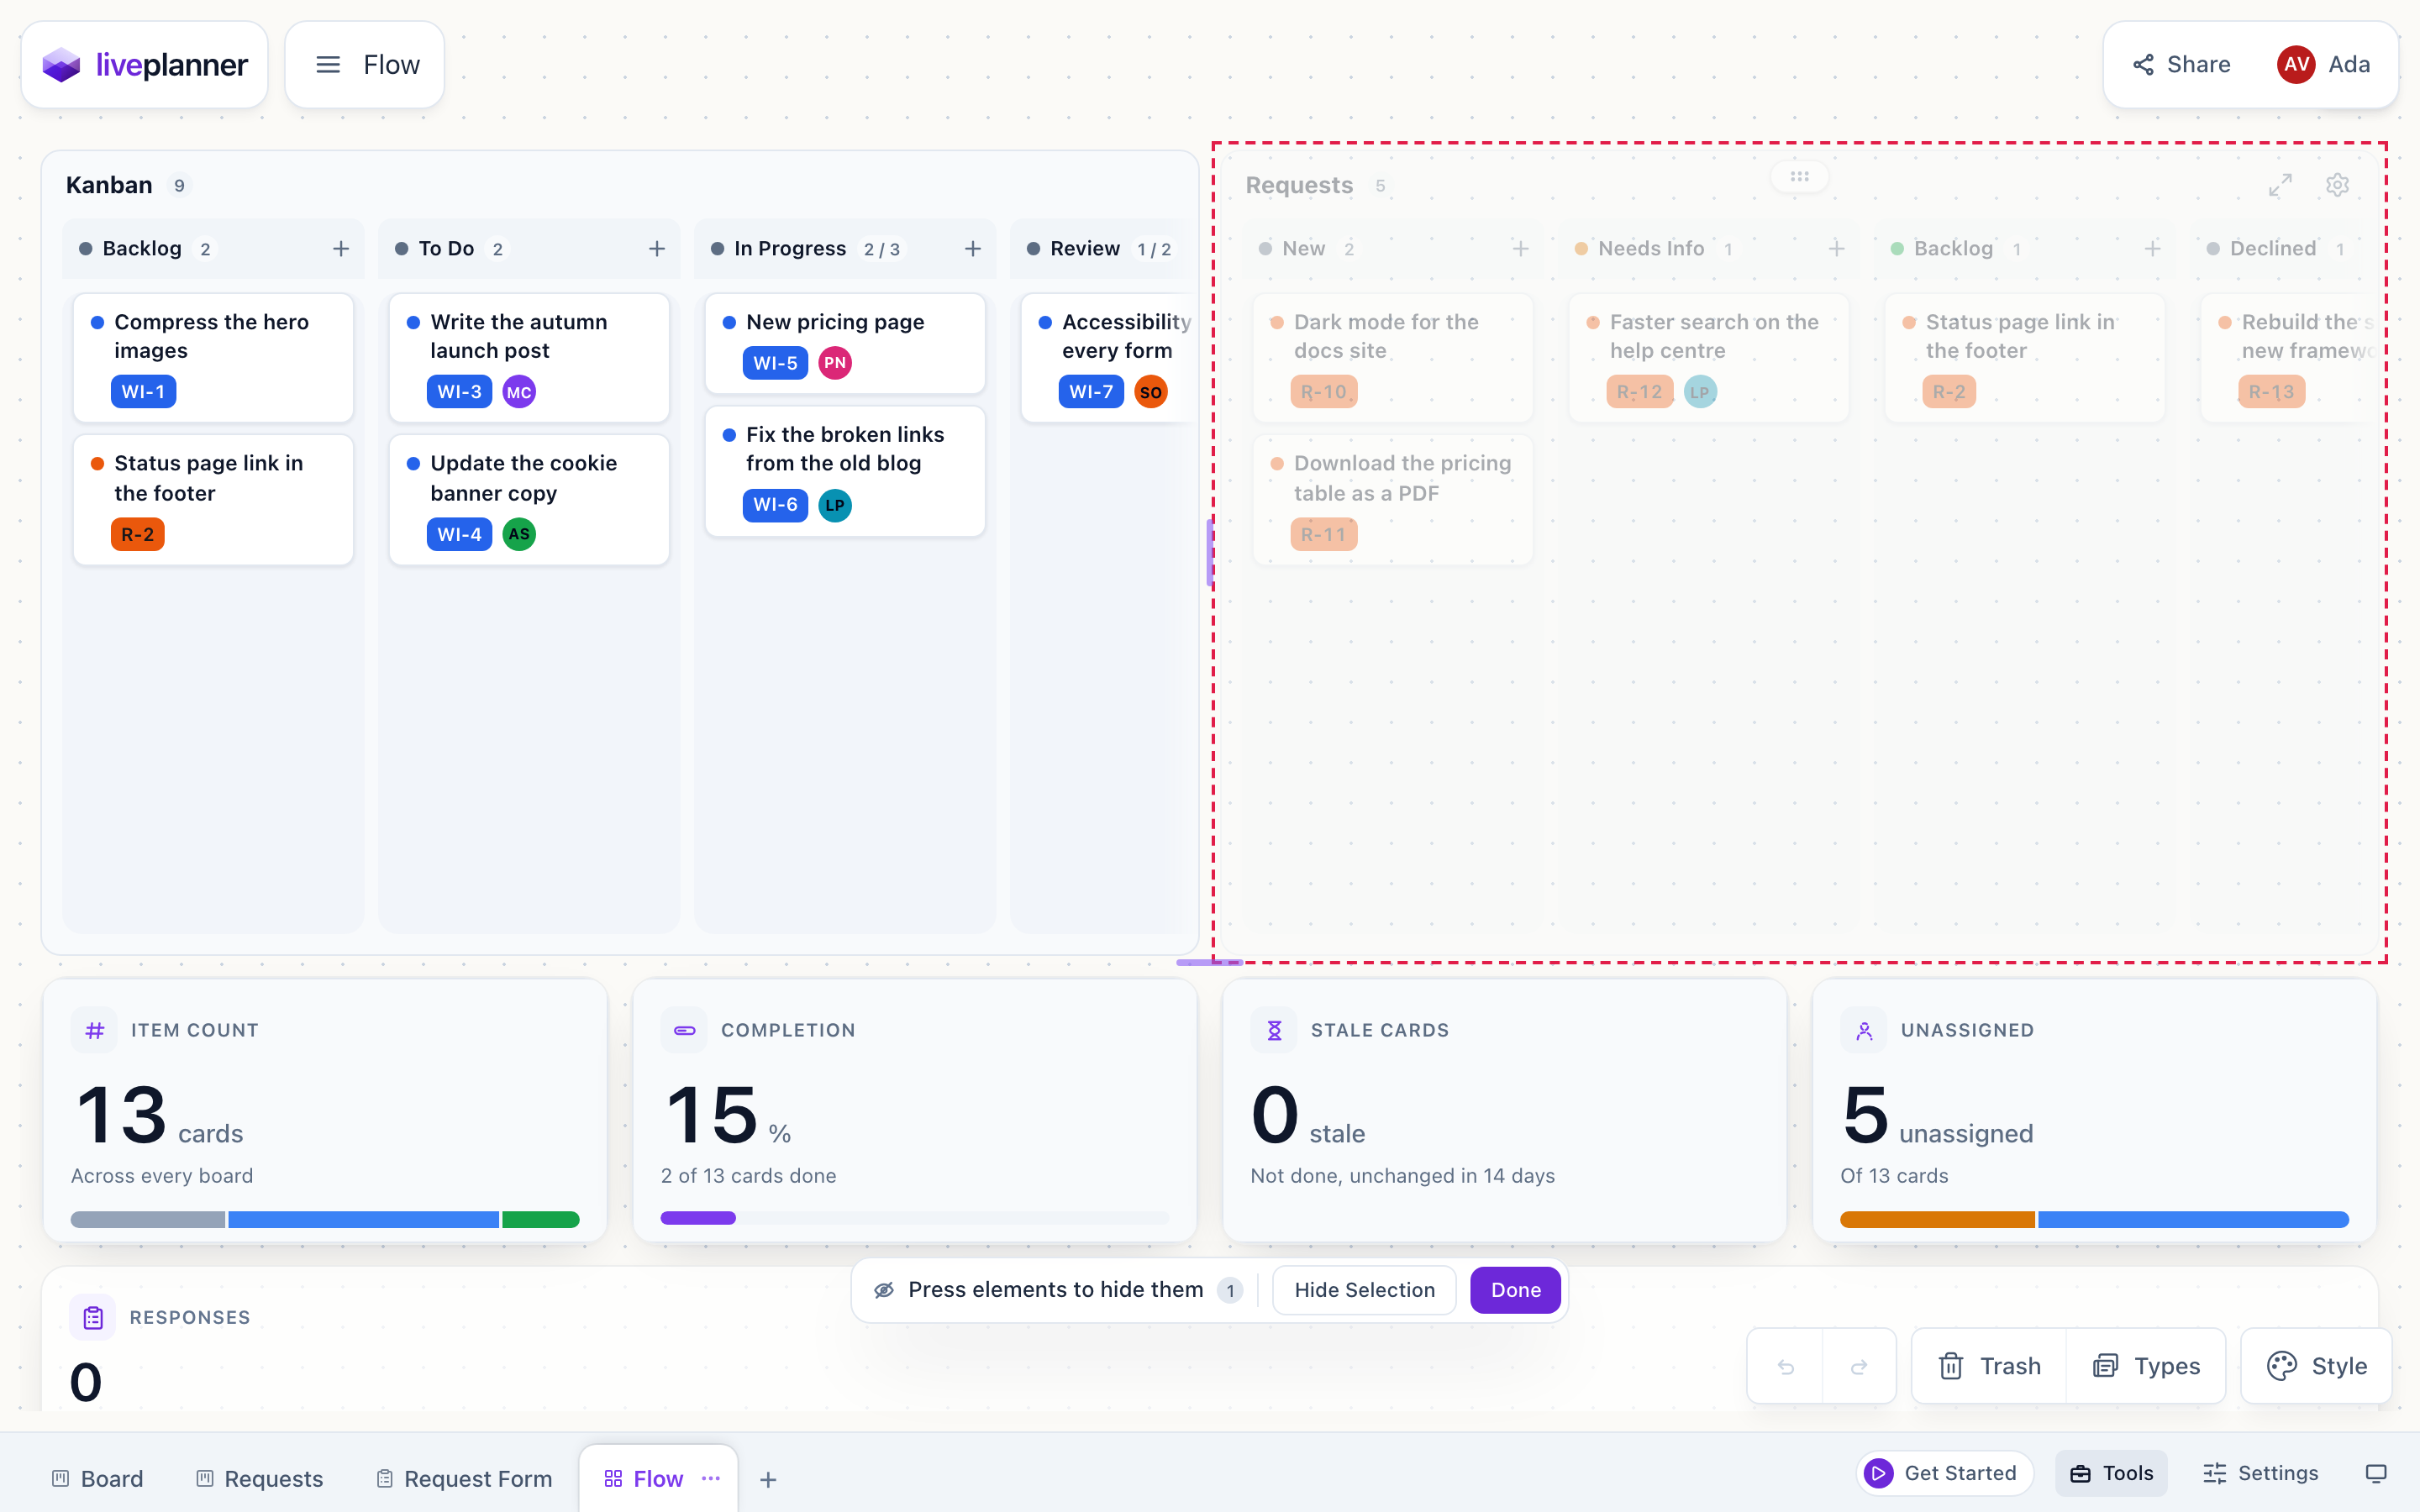 liveplanner
Flow
Share
AV
Ada
Kanban 9
Backlog 2
Compress the hero
images
WI-1
Status page link in
the footer
R-2
To Do 2
Write the autumn
launch post
WI-3 MC
Update the cookie
banner copy
WI-4 AS
In Progress 2 / 3
New pricing page
WI-5 PN
Fix the broken links
from the old blog
WI-6 LP
Review 1 / 2
Accessibility
every form
WI-7 SO
Requests 5
New 2
Dark mode for the
docs site
R-10
Download the pricing
table as a PDF
R-11
Needs Info 1
Faster search on the
help centre
R-12 LP
Backlog 1
Status page link in
the footer
R-2
Declined 1
Rebuild the s
new framewo
R-13
ITEM COUNT
13 cards
Across every board
COMPLETION
15 %
2 of 13 cards done
STALE CARDS
0 stale
Not done, unchanged in 14 days
UNASSIGNED
5 unassigned
Of 13 cards
RESPONSES
0
Press elements to hide them 1
Hide Selection
Done
Trash
Types
Style
Board
Requests
Request Form
Flow
Get Started
Tools
Settings